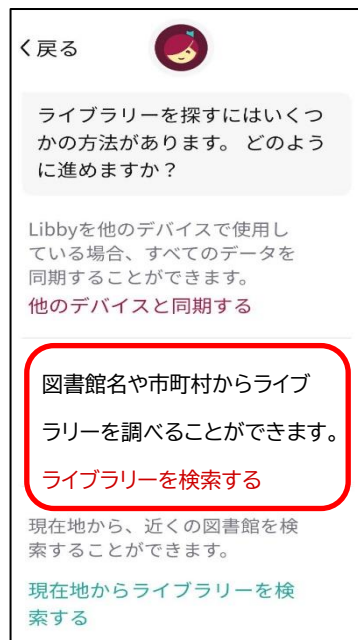 戻る
ライブラリーを探すにはいくつ
かの方法があります。 どのよう
に進めますか？
Libbyを他のデバイスで使用し
ている場合、すべてのデータを
同期することができます。
他のデバイスと同期する
図書館名や市町村からライブ
ラリーを調べることができます。
ライブラリーを検索する
現在地から、近くの図書館を検
索することができます。
現在地からライブラリーを検
索する